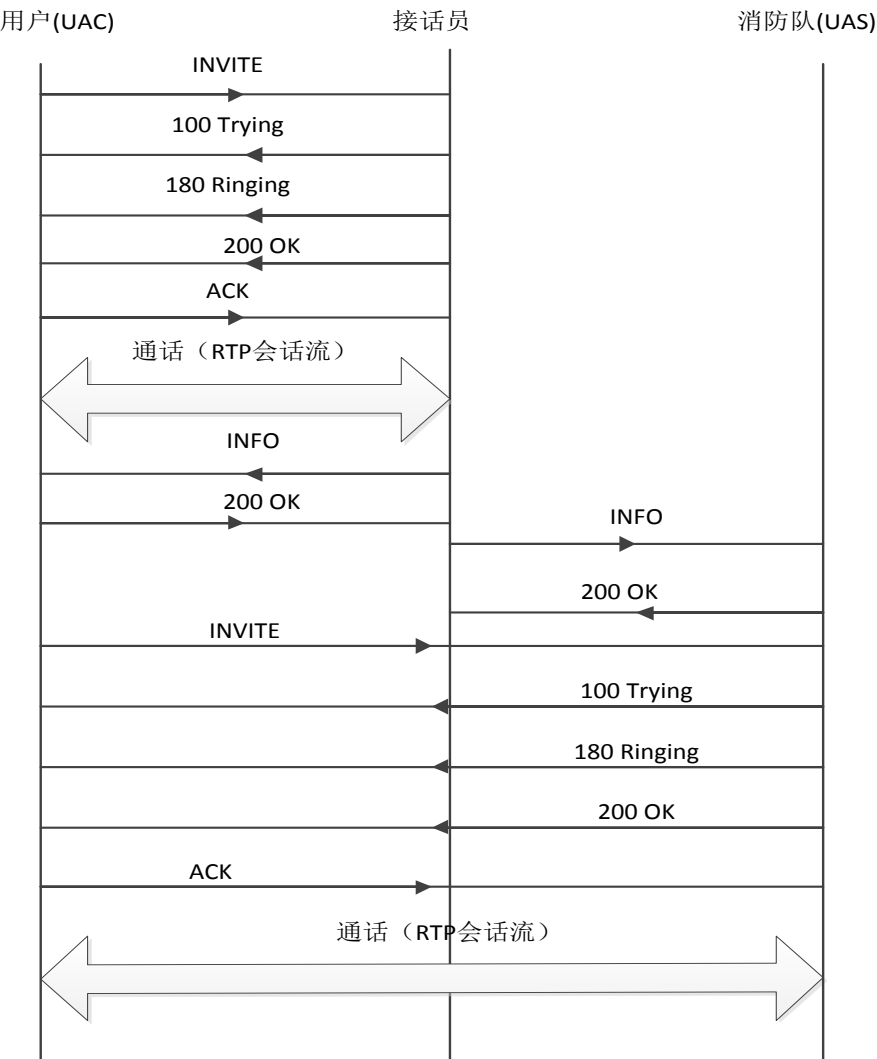 用户(UAC)
接话员
消防队(UAS)
INVITE
100 Trying
180 Ringing
200 OK
ACK
通话（RTP会话流）
INFO
200 OK
INFO
200 OK
INVITE
100 Trying
180 Ringing
200 OK
ACK
通话（RTP会话流）